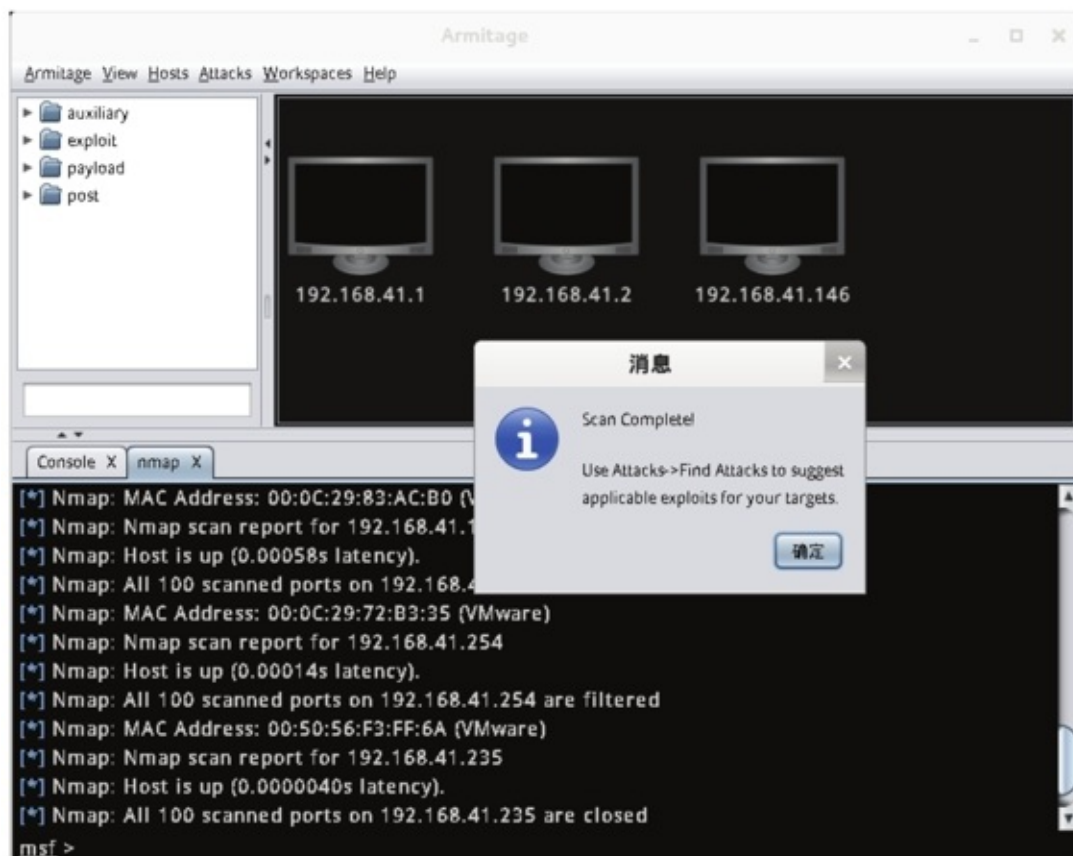 Armitage
Armitage View Hosts Attacks Workspaces Help
auxiliary
exploit
payload
post
192.168.41.1
192.168.41.2
192.168.41.146
消息
Scan Complete!
Use Attacks->Find Attacks to suggest
applicable exploits for your targets.
确定
Console X
nmap X
[*] Nmap: MAC Address: 00:0C:29:83:AC:B0 (V
[*] Nmap: Nmap scan report for 192.168.41.1
[*] Nmap: Host is up (0.00058s latency).
[*] Nmap: All 100 scanned ports on 192.168.4
[*] Nmap: MAC Address: 00:0C:29:72:B3:35 (VMware)
[*] Nmap: Nmap scan report for 192.168.41.254
[*] Nmap: Host is up (0.00014s latency).
[*] Nmap: All 100 scanned ports on 192.168.41.254 are filtered
[*] Nmap: MAC Address: 00:50:56:F3:FF:6A (VMware)
[*] Nmap: Nmap scan report for 192.168.41.235
[*] Nmap: Host is up (0.0000040s latency).
[*] Nmap: All 100 scanned ports on 192.168.41.235 are closed
msf >